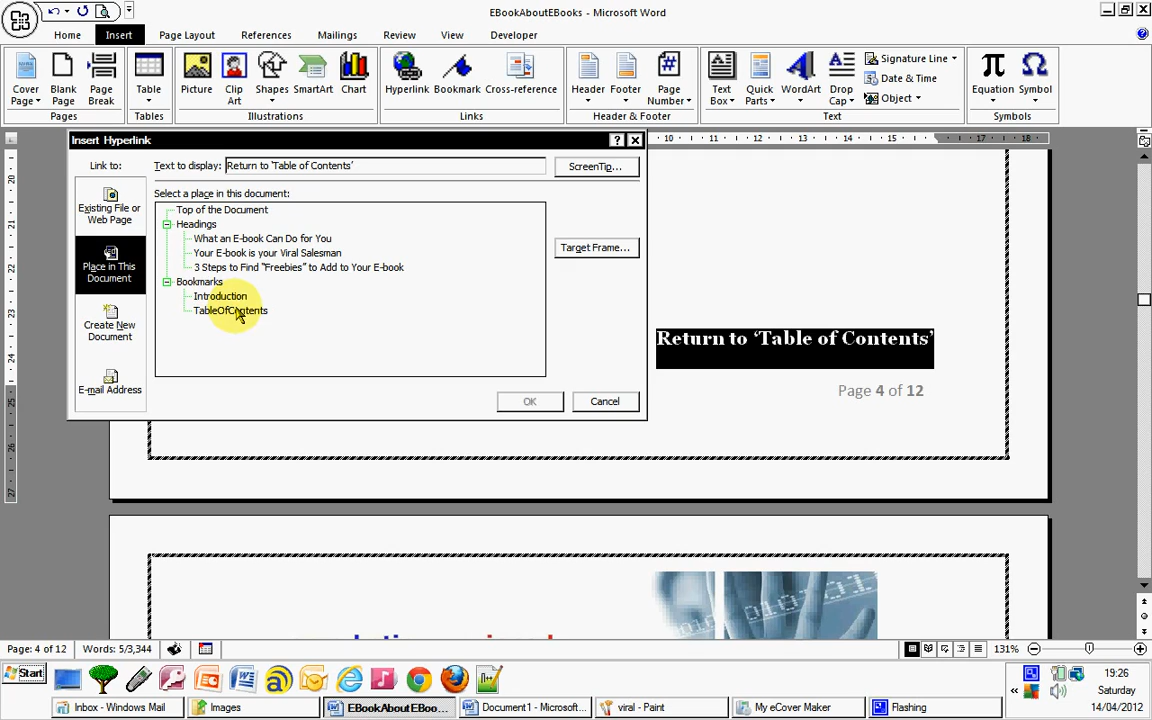 EBookAboutEBooks - Microsoft Word
Home Insert Page Layout References Mailings Review View Developer
Cover Page Blank Page Page Break Table Picture Clip Art Shapes SmartArt Chart Hyperlink Bookmark Cross-reference Header Footer Page Number Text Box Quick Parts WordArt Drop Cap Signature Line Date & Time Object Equation Symbol
Pages Tables Illustrations Links Header & Footer Text Symbols
Insert Hyperlink
10 11 12 13 14 15 17 18
Link to: Text to display: Return to 'Table of Contents' ScreenTip...
Select a place in this document:
Existing File or Web Page
Place in This Document
Create New Document
E-mail Address
Top of the Document
Headings
What an E-book Can Do for You
Your E-book is your Viral Salesman
3 Steps to Find "Freebies" to Add to Your E-book
Bookmarks
Introduction
TableOfContents
Target Frame...
OK Cancel
Return to ‘Table of Contents’
Page 4 of 12
Page: 4 of 12 Words: 5/3,344 131%
Start
19:26
Saturday
14/04/2012
Inbox - Windows Mail Images EBookAboutEBoo... Document1 - Microsoft... viral - Paint My eCover Maker Flashing